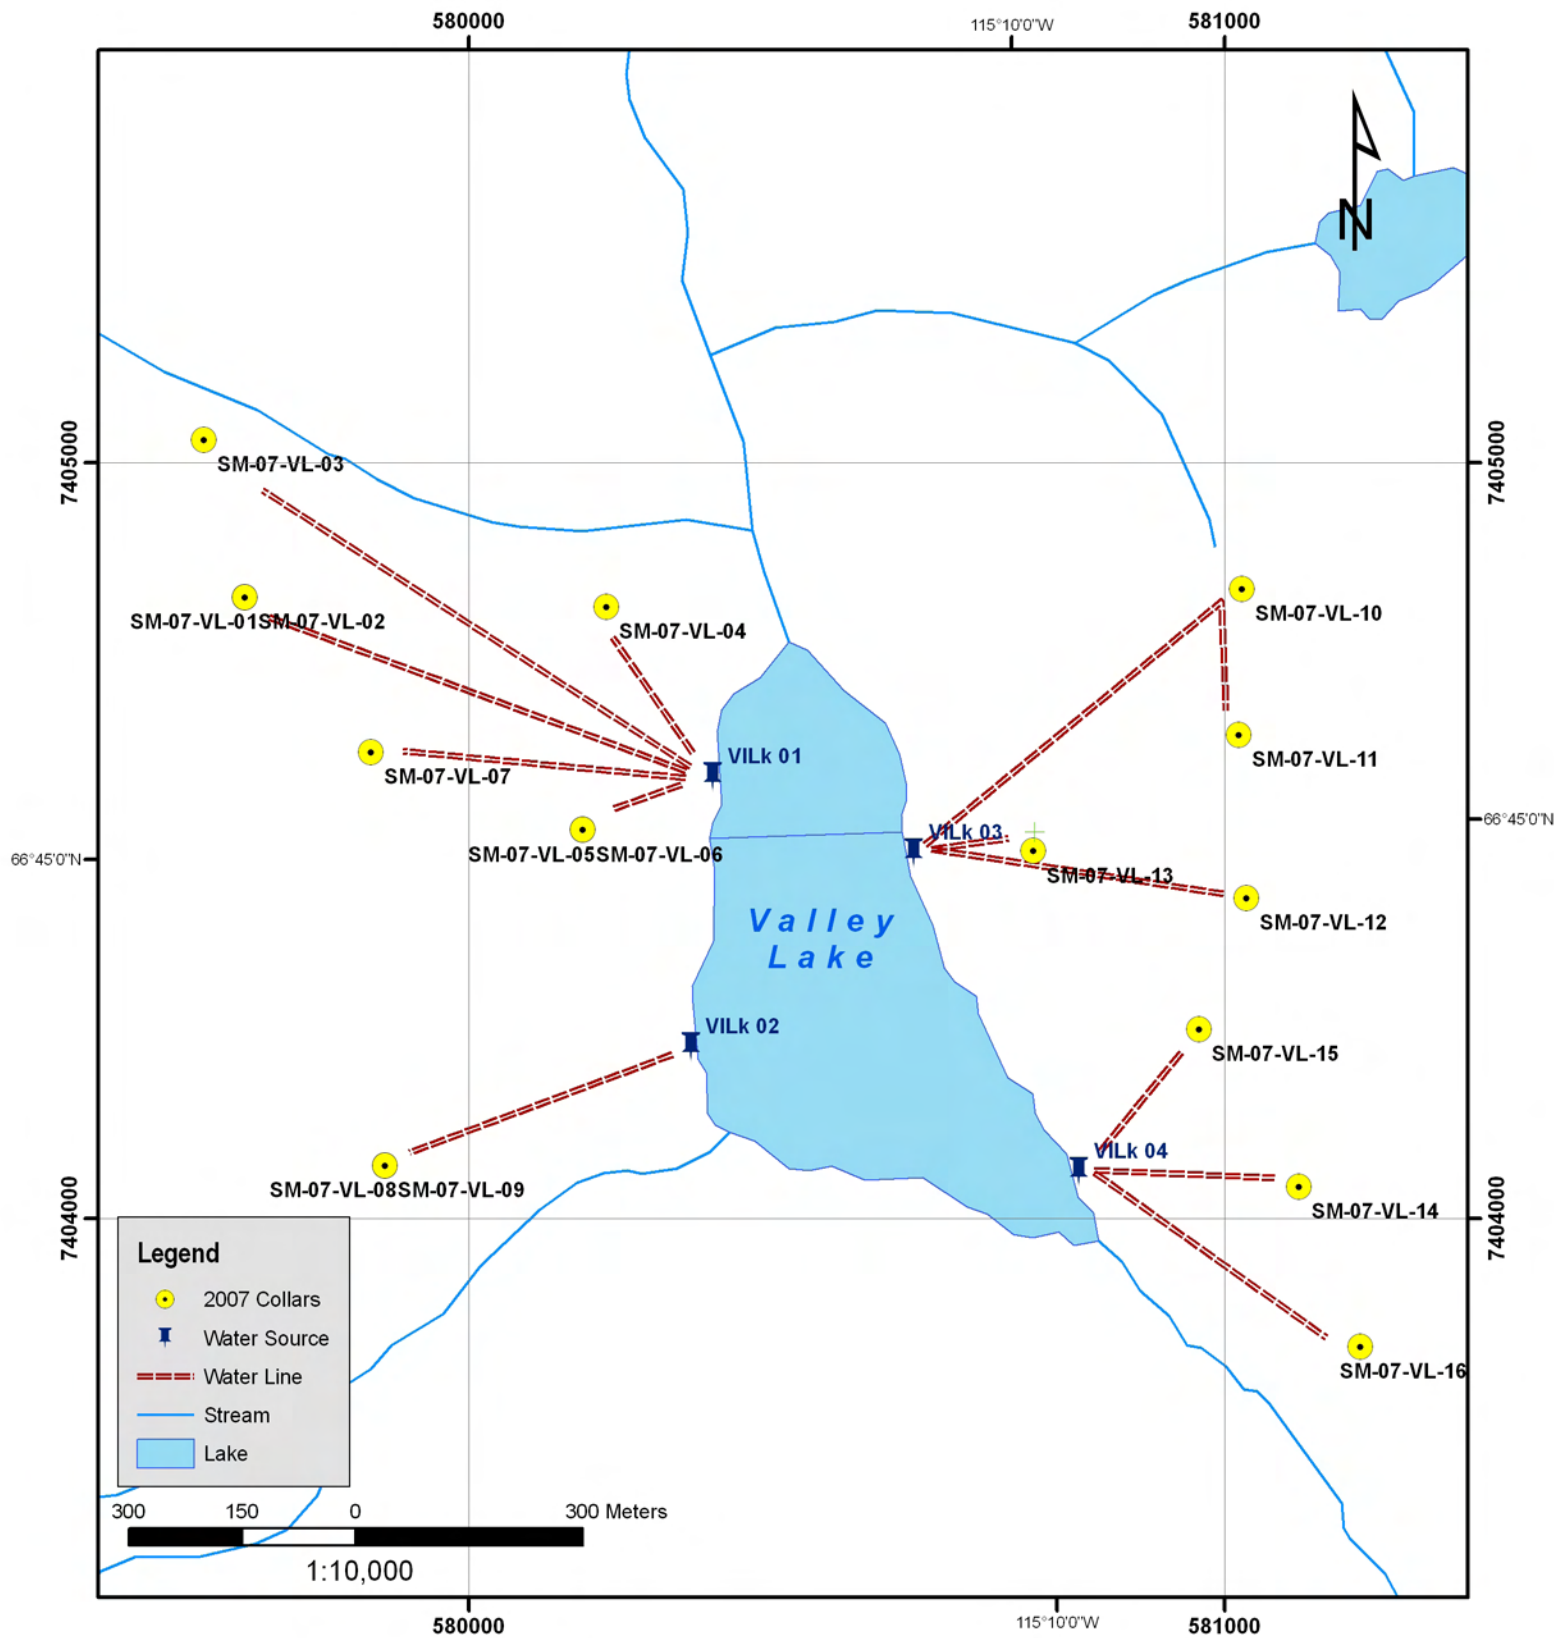 580000
115°10'0"W
581000
N
7405000
7405000
SM-07-VL-03
SM-07-VL-01SM-07-VL-02
SM-07-VL-04
SM-07-VL-10
VILk 01
SM-07-VL-07
SM-07-VL-11
66°45'0"N
VILk 03
SM-07-VL-05SM-07-VL-06
66°45'0"N
SM-07-VL-13
SM-07-VL-12
Valley
Lake
VILk 02
SM-07-VL-15
VILk 04
SM-07-VL-08SM-07-VL-09
SM-07-VL-14
7404000
7404000
SM-07-VL-16
Legend
2007 Collars
Water Source
Water Line
Stream
Lake
300 150 0 300 Meters
1:10,000
580000
115°10'0"W
581000